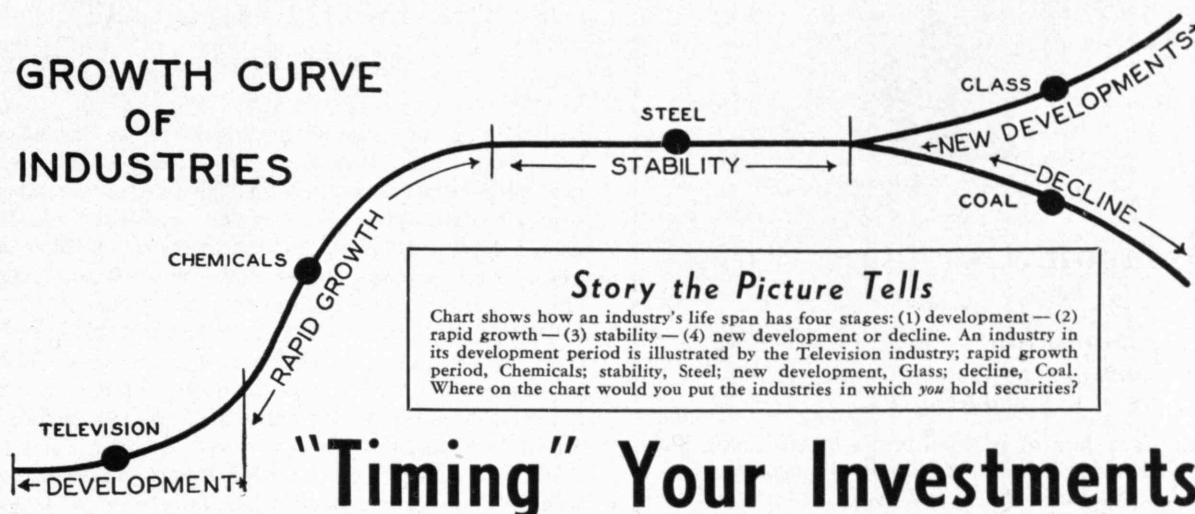 GROWTH CURVE
OF
INDUSTRIES
TELEVISION
DEVELOPMENT
CHEMICALS
RAPID GROWTH
STEEL
STABILITY
GLASS
NEW DEVELOPMENTS
COAL
DECLINE
Story the Picture Tells
Chart shows how an industry's life span has four stages: (1) development — (2)
rapid growth — (3) stability — (4) new development or decline. An industry in
its development period is illustrated by the Television industry; rapid growth
period, Chemicals; stability, Steel; new development, Glass; decline, Coal.
Where on the chart would you put the industries in which you hold securities?
"Timing" Your Investments